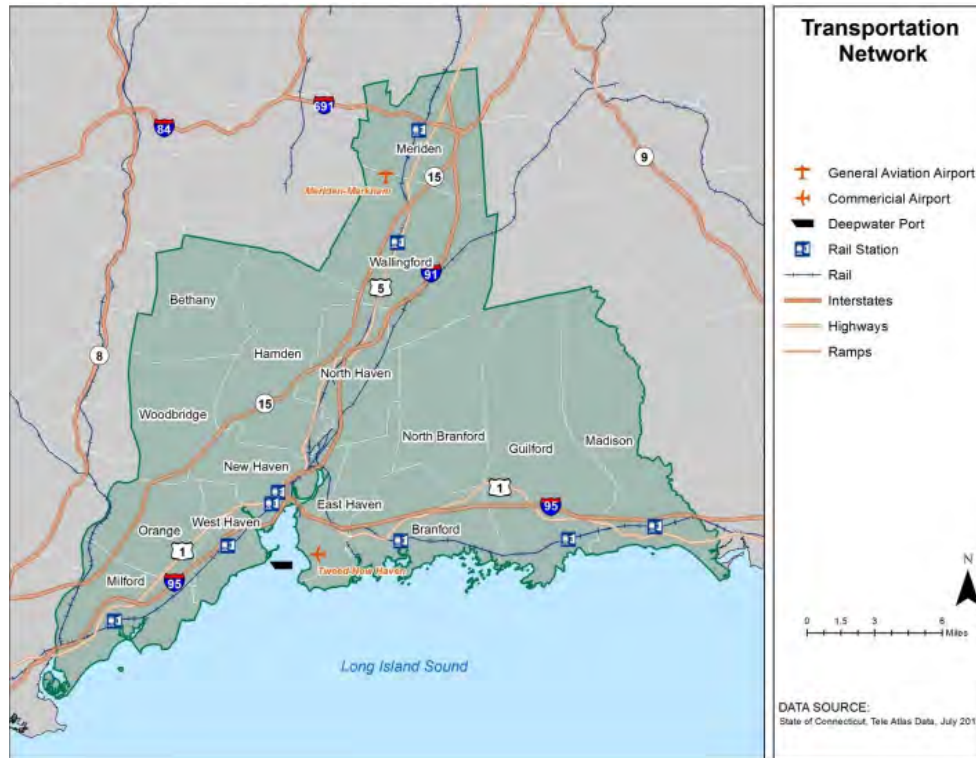 Transportation
Network
General Aviation Airport
Commericial Airport
Deepwater Port
Rail Station
Rail
Interstates
Highways
Ramps
N
0 1.5 3 6
Miles
DATA SOURCE:
State of Connecticut, Tele Atlas Data, July 201
691
84
Meriden
9
15
Meriden-Markham
Wallingford
91
5
Bethany
8
Hamden
North Haven
15
Woodbridge
North Branford
Guilford
Madison
New Haven
1
East Haven
95
West Haven
Orange
Branford
1
Tweed-New Haven
Milford
95
Long Island Sound